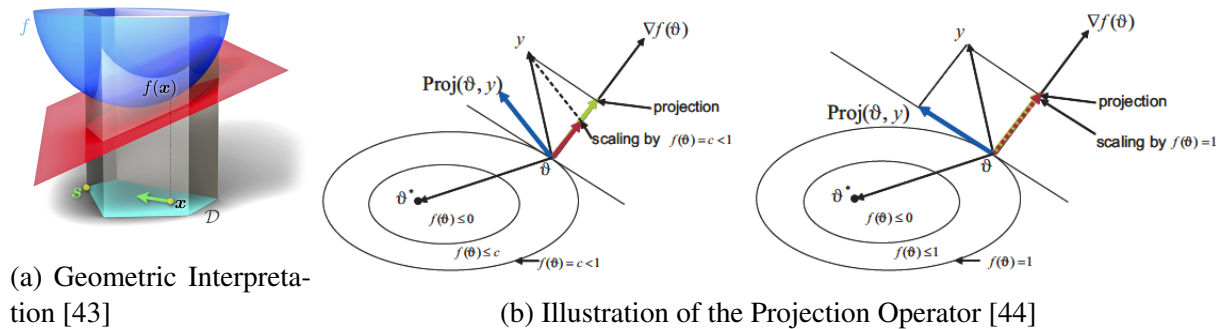 f
f(x)
s
x
D
(a) Geometric Interpreta-
tion [43]
∇f(ϑ)
y
Proj(ϑ, y)
projection
scaling by f(ϑ) = c < 1
ϑ
ϑ*
f(ϑ) ≤ 0
f(ϑ) ≤ c
f(ϑ) = c < 1
∇f(ϑ)
y
Proj(ϑ, y)
projection
scaling by f(ϑ) = 1
ϑ
ϑ*
f(ϑ) ≤ 0
f(ϑ) ≤ 1
f(ϑ) = 1
(b) Illustration of the Projection Operator [44]